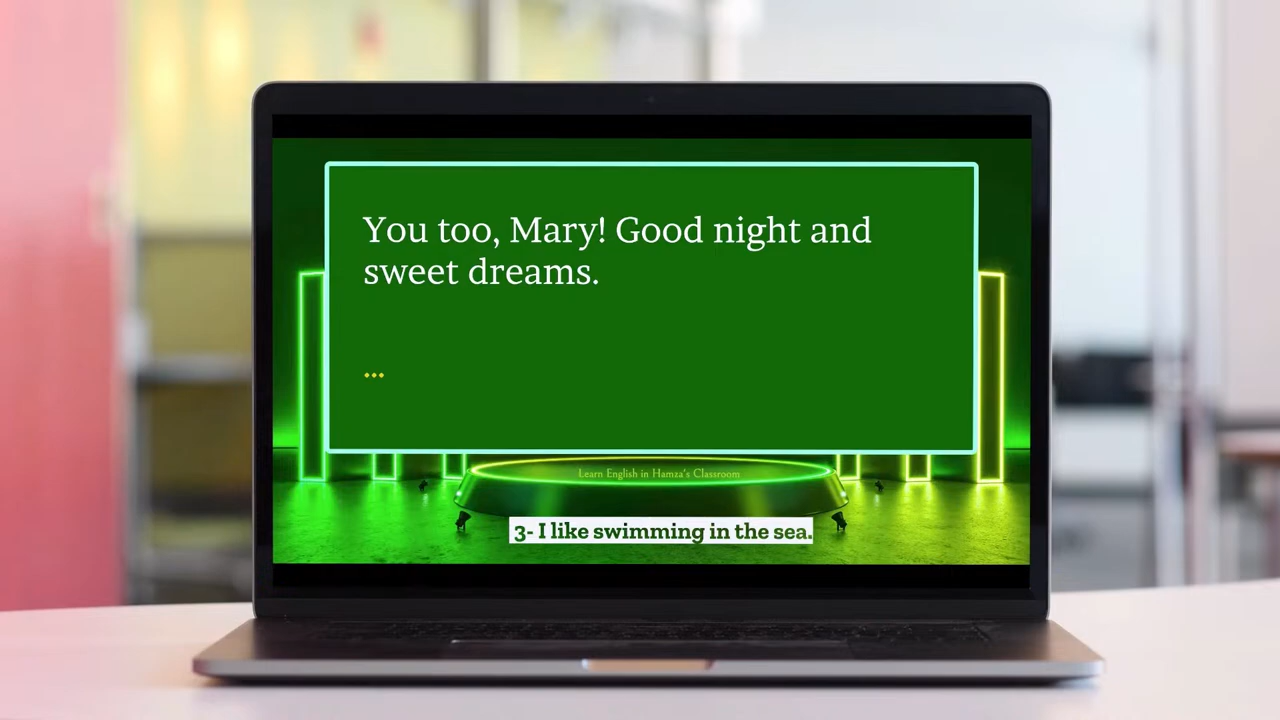 You too, Mary! Good night and
sweet dreams.
...
Learn English in Hamza's Classroom
3- I like swimming in the sea.